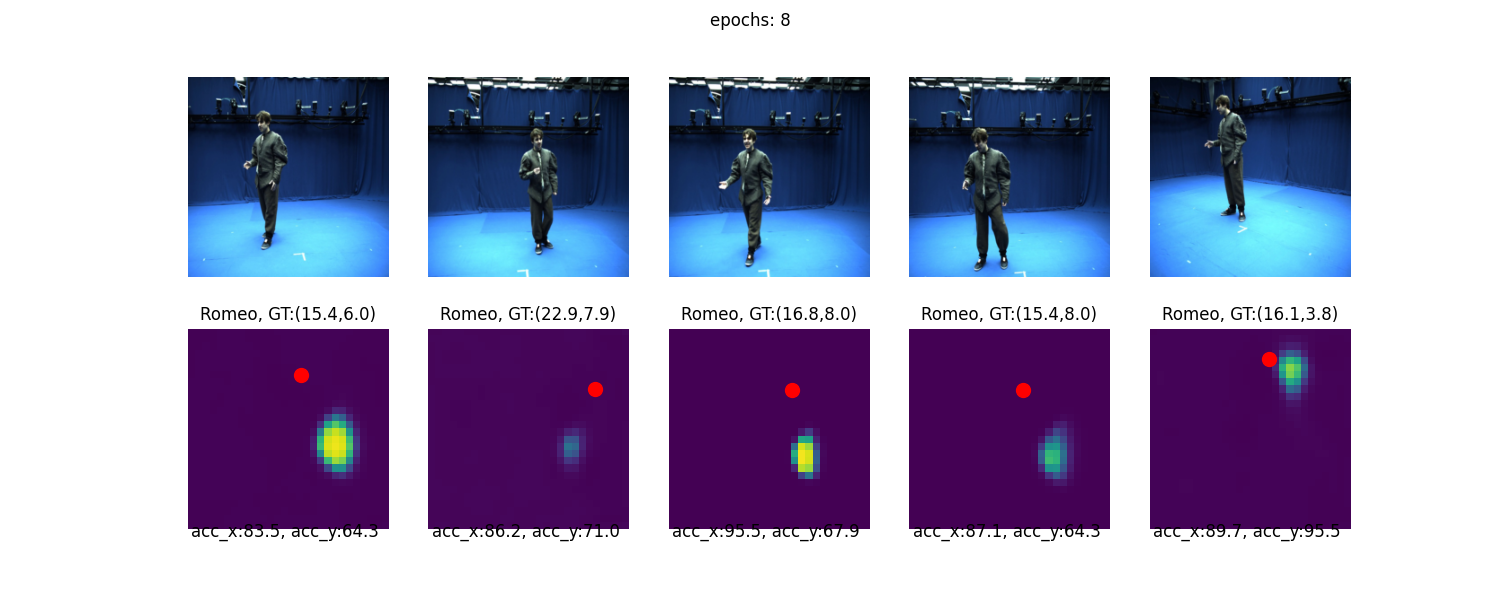 epochs: 8
Romeo, GT:(15.4,6.0)
Romeo, GT:(22.9,7.9)
Romeo, GT:(16.8,8.0)
Romeo, GT:(15.4,8.0)
Romeo, GT:(16.1,3.8)
acc_x:83.5, acc_y:64.3
acc_x:86.2, acc_y:71.0
acc_x:95.5, acc_y:67.9
acc_x:87.1, acc_y:64.3
acc_x:89.7, acc_y:95.5